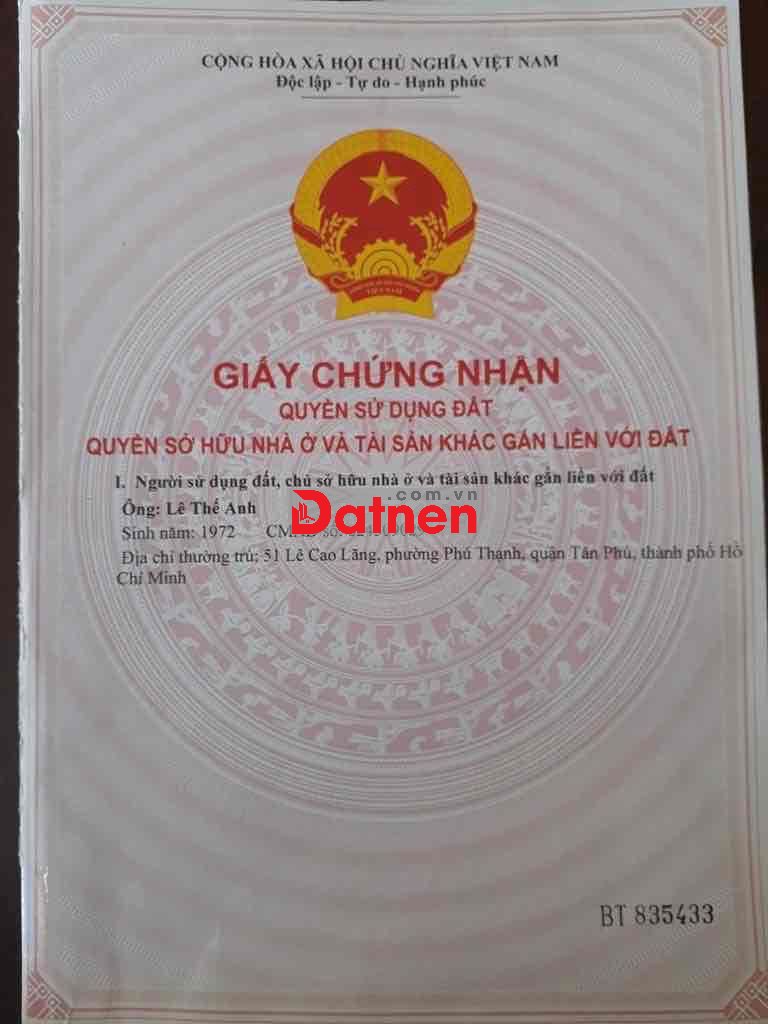 CỘNG HÒA XÃ HỘI CHỦ NGHĨA VIỆT NAM
Độc lập - Tự do - Hạnh phúc
VIỆT NAM
GIẤY CHỨNG NHẬN
QUYỀN SỬ DỤNG ĐẤT
QUYỀN SỞ HỮU NHÀ Ở VÀ TÀI SẢN KHÁC GẮN LIỀN VỚI ĐẤT
I. Người sử dụng đất, chủ sở hữu nhà ở và tài sản khác gắn liền với đất
Ông: Lê Thế Anh
.com.vn
Datnen
Sinh năm: 1972 số:
Địa chỉ thường trú: 51 Lê Cao Lãng, phường Phú Thạnh, quận Tân Phú, thành phố Hồ
Chí Minh
BT 835433